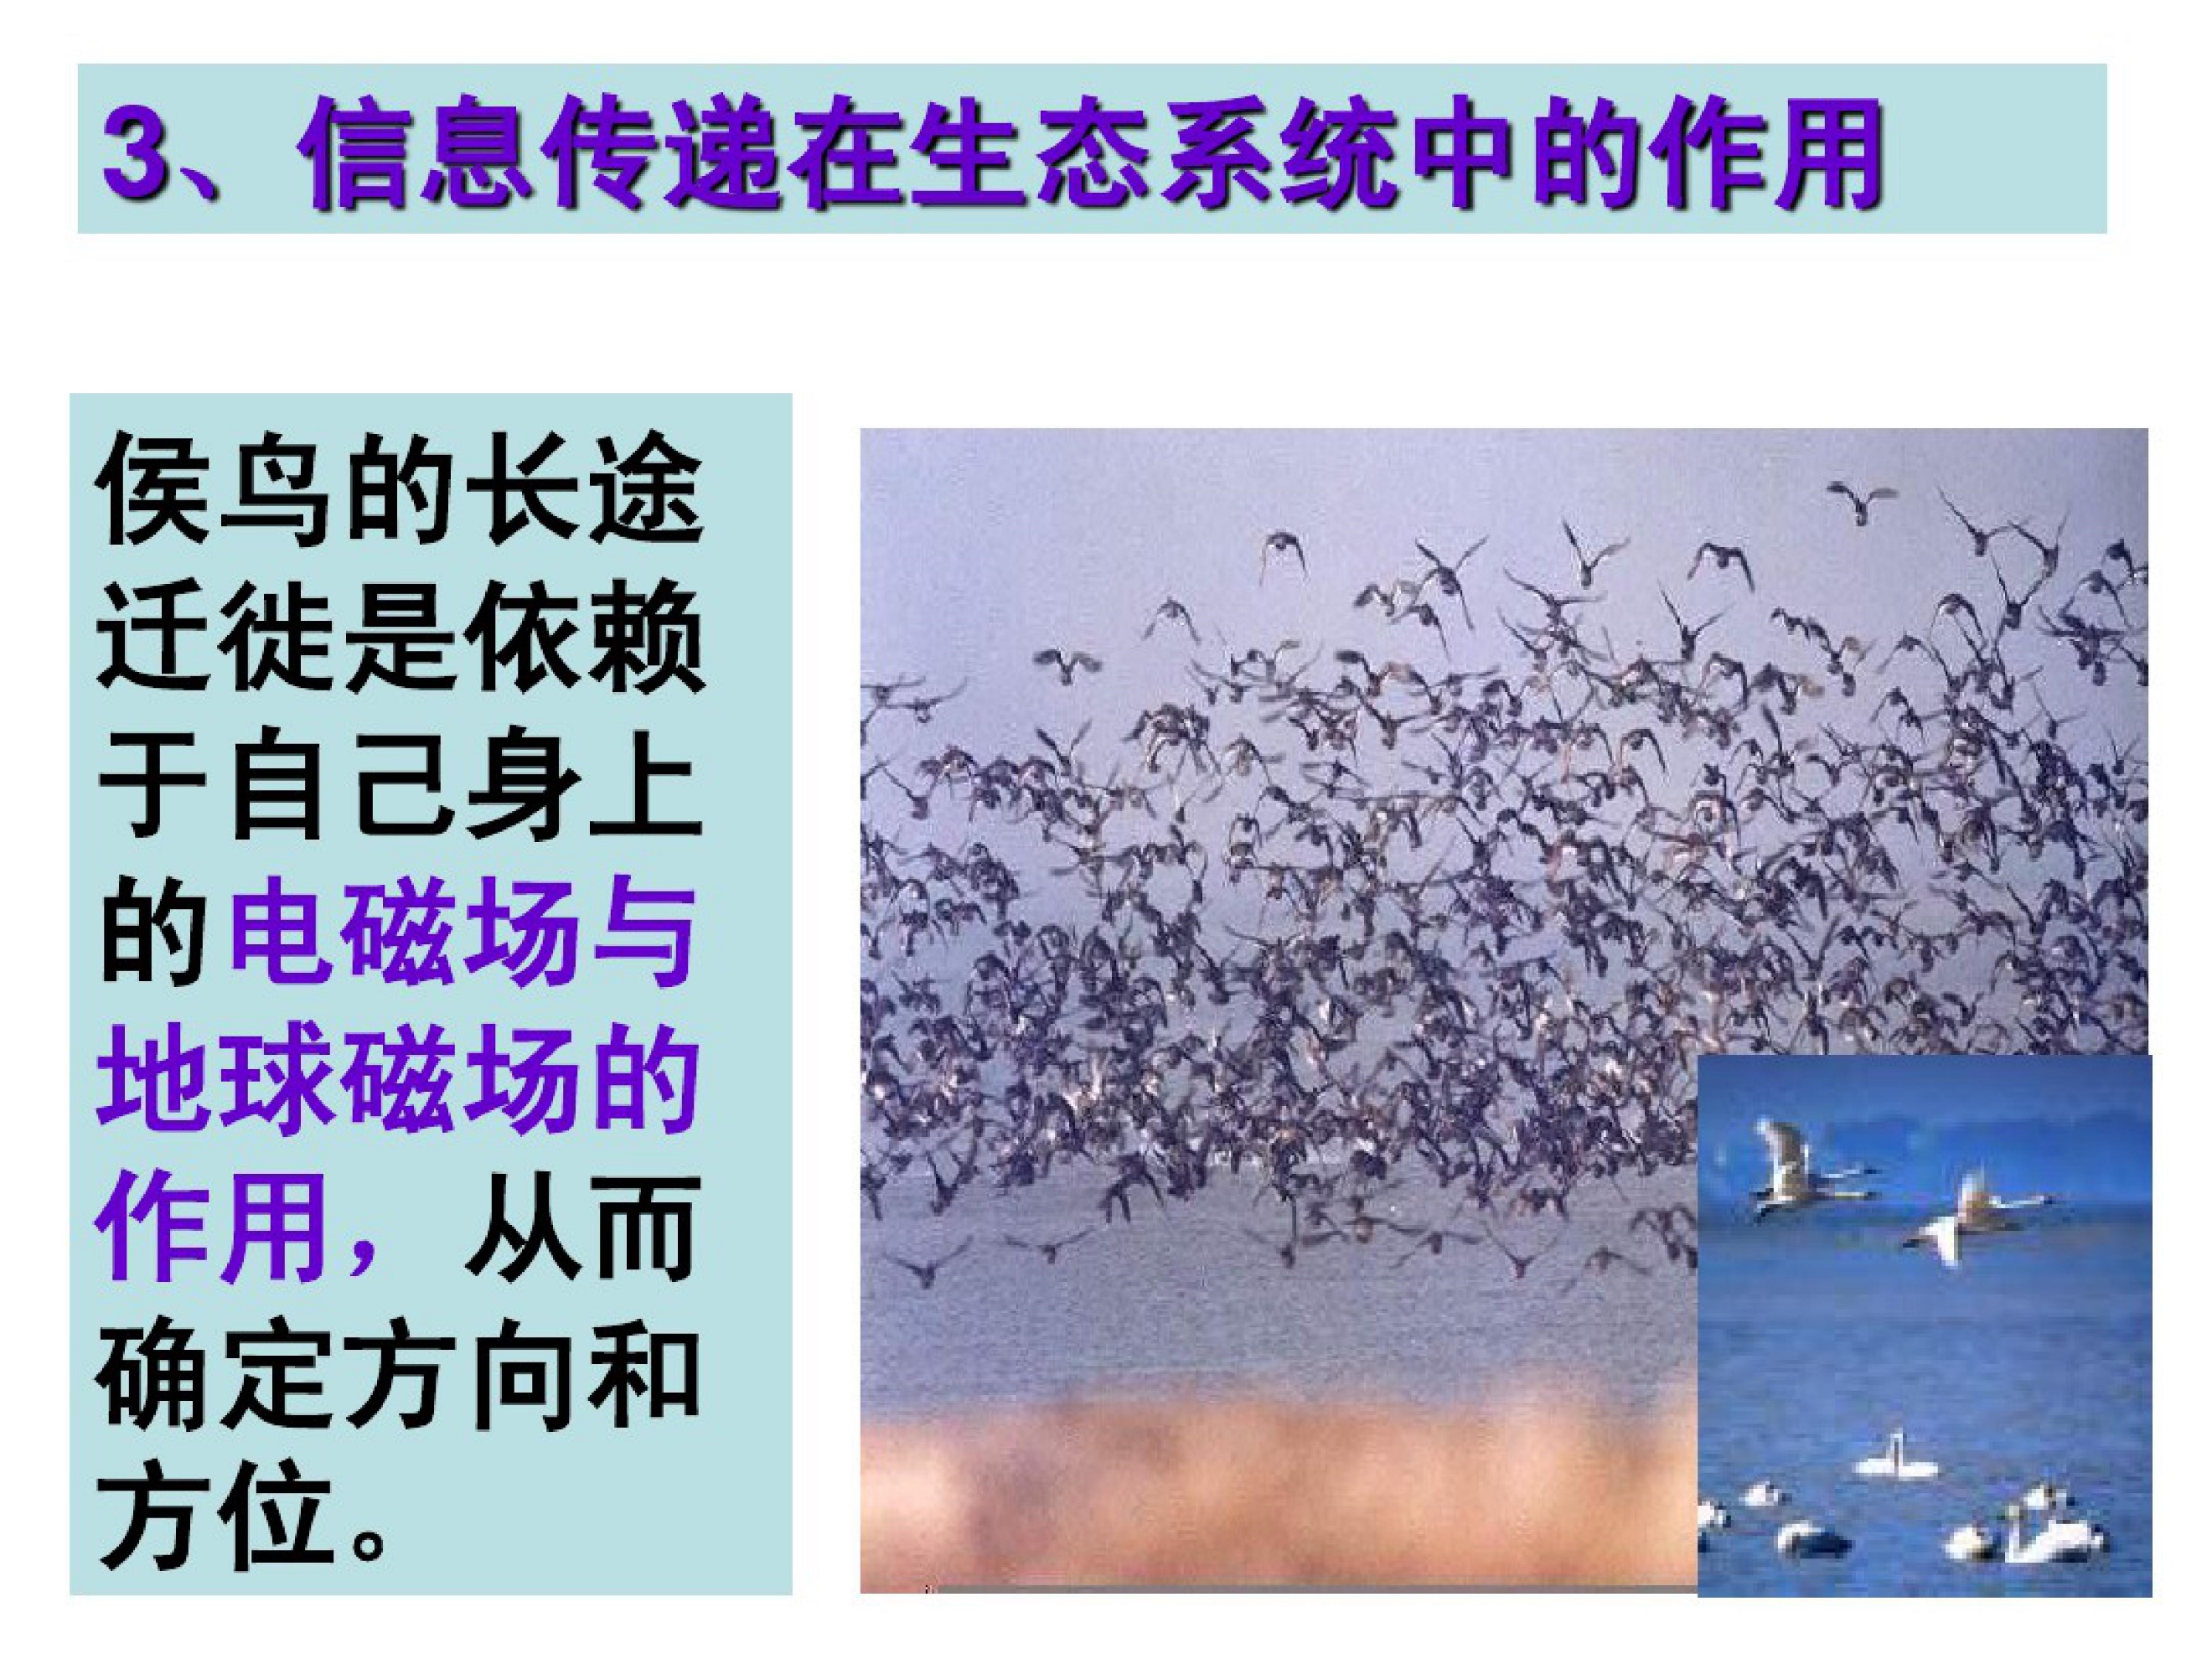 3、信息传递在生态系统中的作用
侯鸟的长途
迁徙是依赖
于自己身上
的电磁场与
地球磁场的
作用，从而
确定方向和
方位。